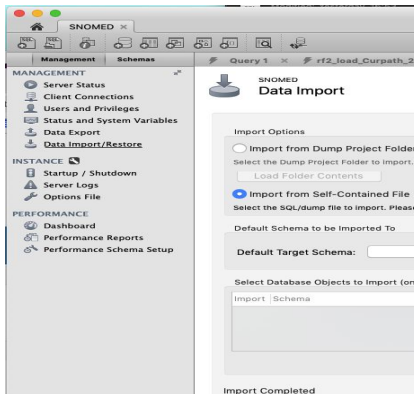 SNOMED ×
Management Schemas
Query 1 × rf2_load_Curpath_2
MANAGEMENT
Server Status
Client Connections
Users and Privileges
Status and System Variables
Data Export
Data Import/Restore
INSTANCE
Startup / Shutdown
Server Logs
Options File
PERFORMANCE
Dashboard
Performance Reports
Performance Schema Setup
SNOMED
Data Import
Import Options
Import from Dump Project Folder
Select the Dump Project Folder to import.
Load Folder Contents
Import from Self-Contained File
Select the SQL/dump file to import. Pleas
Default Schema to be Imported To
Default Target Schema:
Select Database Objects to Import (on
Import Schema
Import Completed